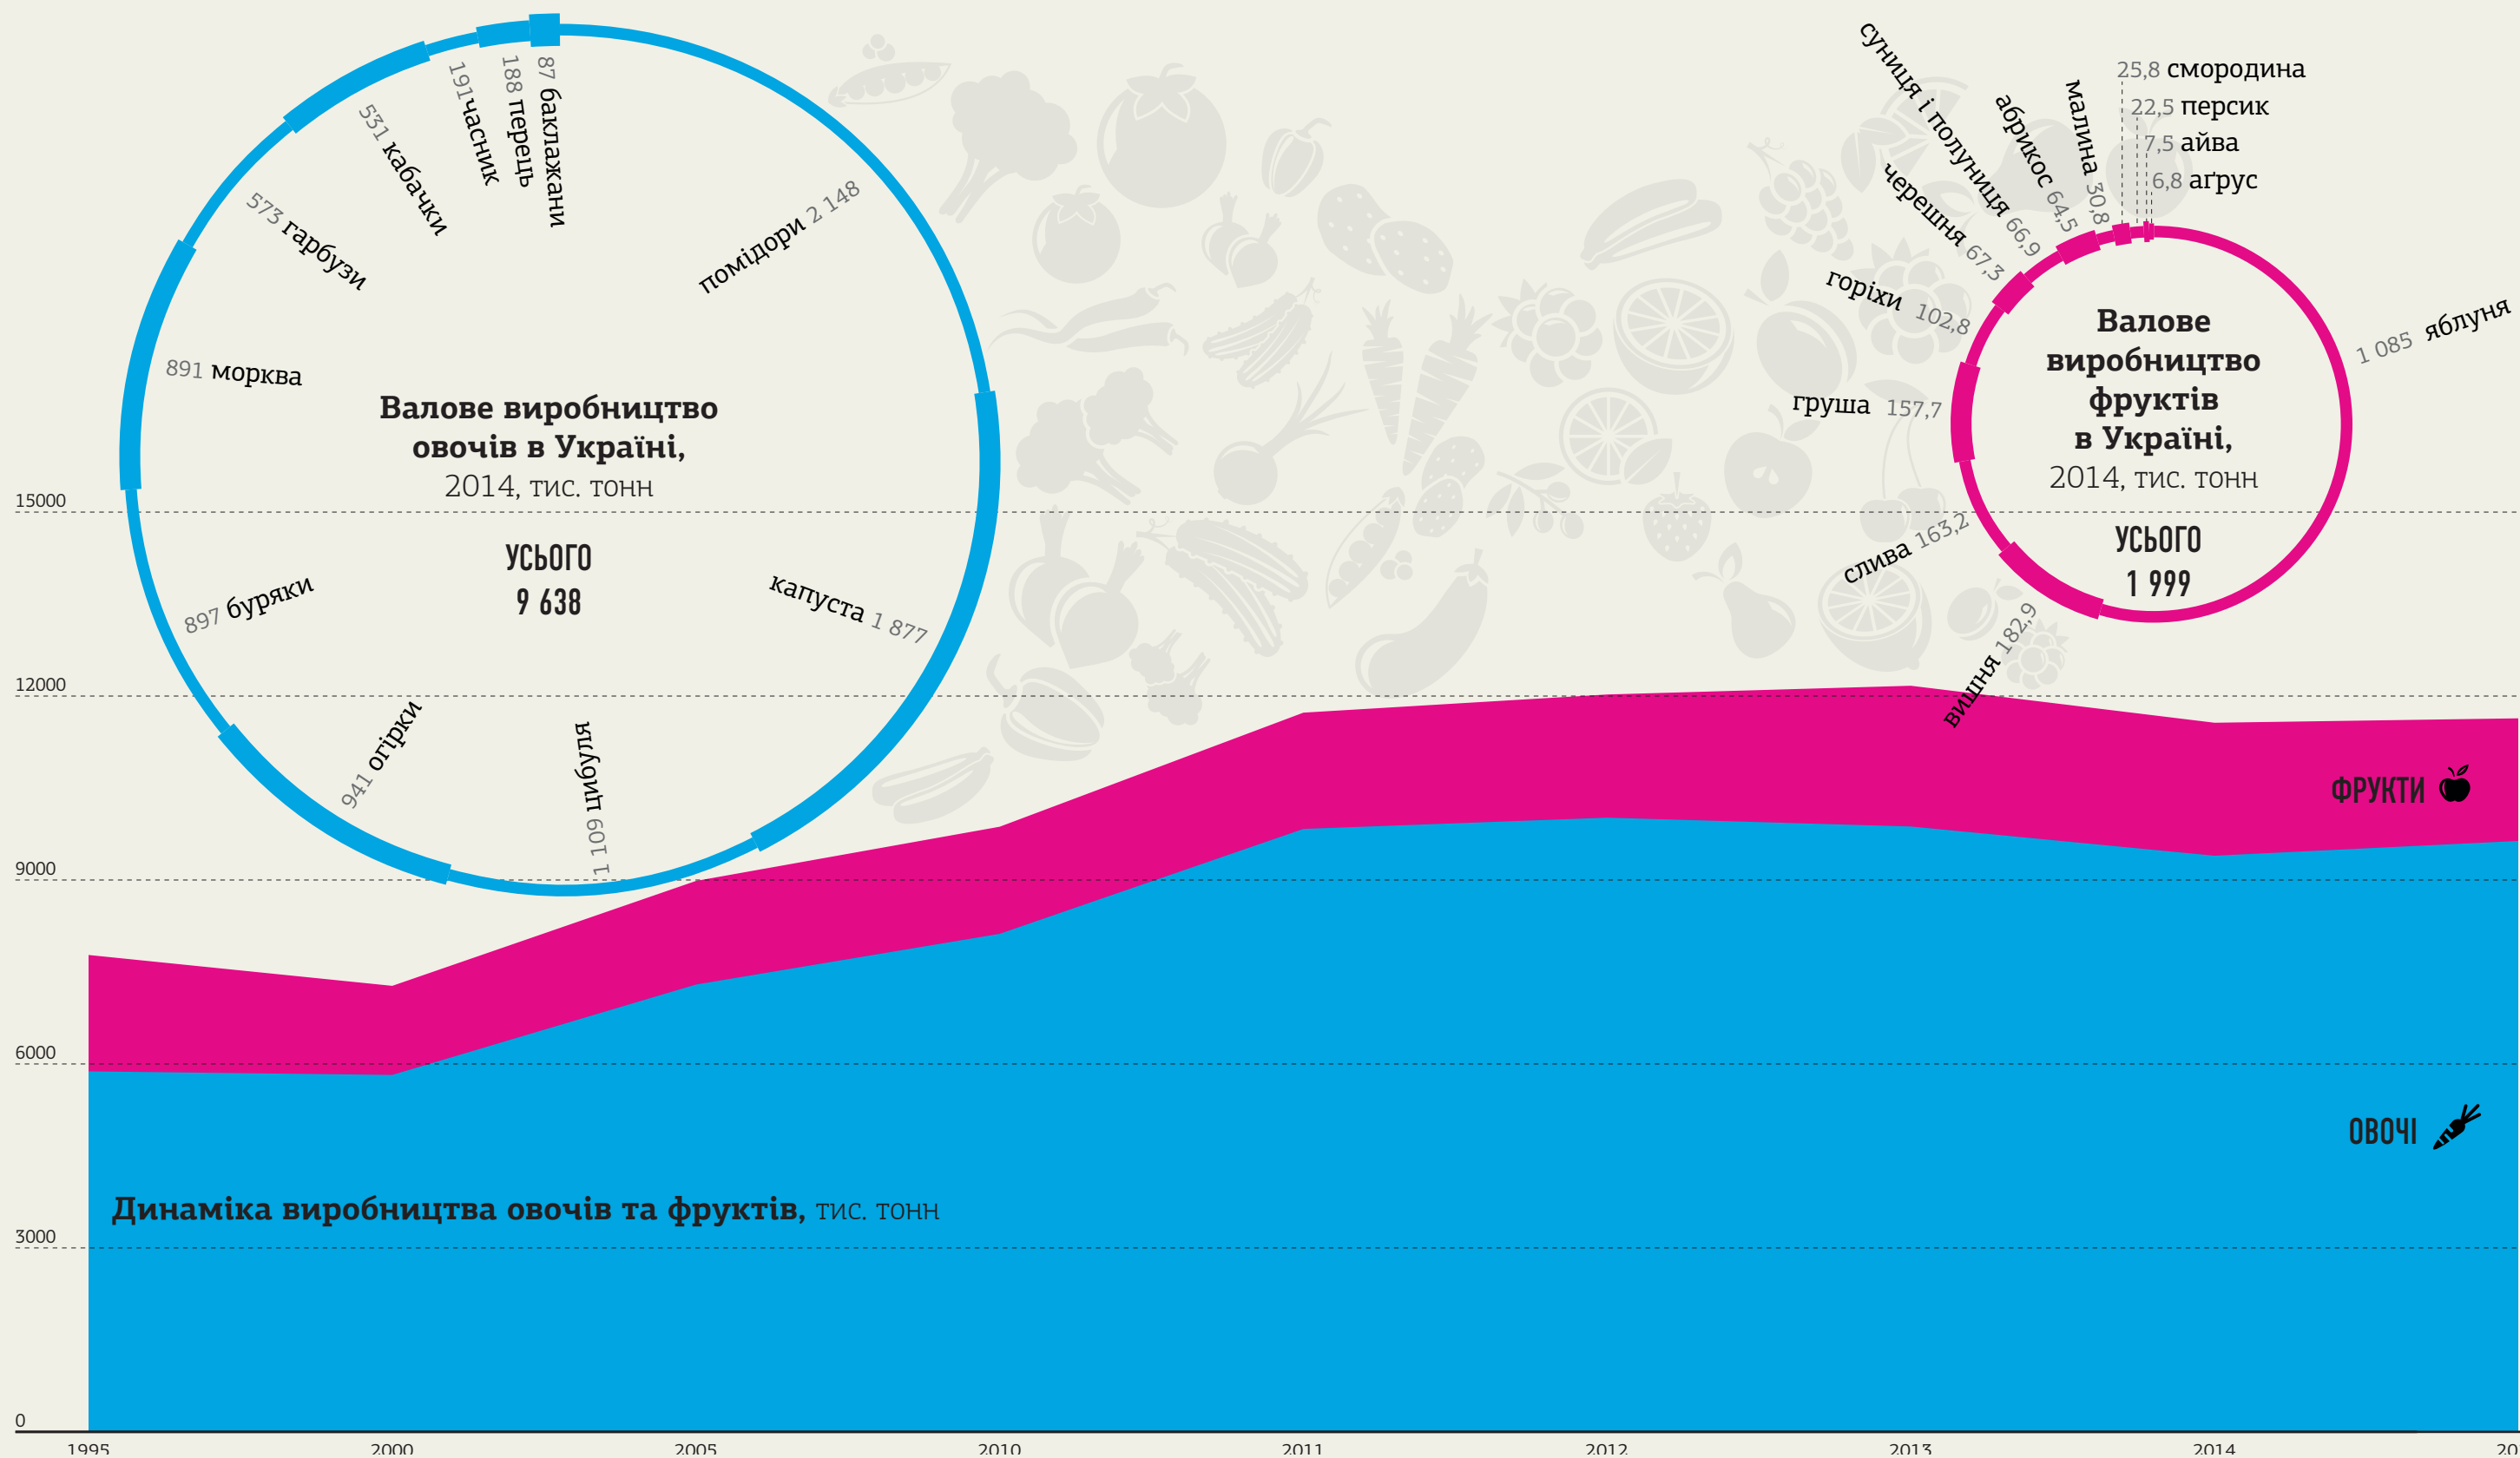 87 баклажани
188 перець
191 часник
531 кабачки
573 гарбузи
891 морква
897 буряки
941 огірки
1 109 цибуля
капуста 1 877
помідори 2 148
Валове виробництво
овочів в Україні,
2014, тис. тонн
УСЬОГО
9 638
25,8 смородина
22,5 персик
7,5 айва
6,8 аґрус
малина 30,8
абрикос 64,5
суниця і полуниця 66,9
черешня 67,3
горіхи 102,8
груша 157,7
слива 163,2
вишня 182,9
1 085 яблуня
Валове
виробництво
фруктів
в Україні,
2014, тис. тонн
УСЬОГО
1 999
15000
12000
9000
6000
3000
0
ФРУКТИ
ОВОЧІ
Динаміка виробництва овочів та фруктів, тис. тонн
1995 2000 2005 2010 2011 2012 2013 2014 20